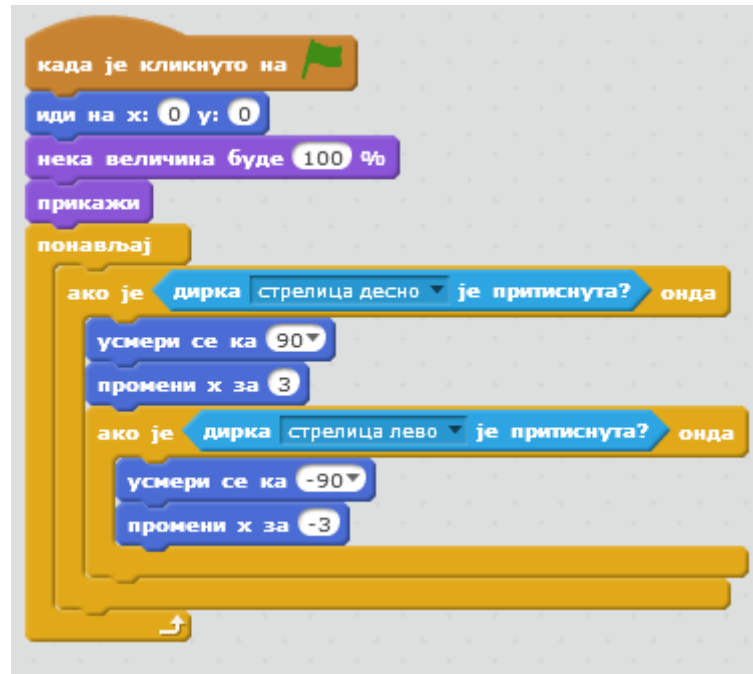 када је кликнуто на
иди на x: 0 y: 0
нека величина буде 100 %
прикажи
понављај
ако је дирка стрелица десно је притиснута? онда
усмери се ка 90
промени x за 3
ако је дирка стрелица лево је притиснута? онда
усмери се ка -90
промени x за -3